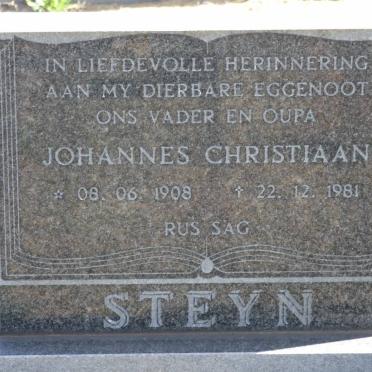 IN LIEFDEVOLLE HERINNERING
AAN MY DIERBARE EGGENOOT
ONS VADER EN OUPA
JOHANNES CHRISTIAAN
☆ 08. 06. 1908 † 22. 12. 1981
RUS SAG
STEYN